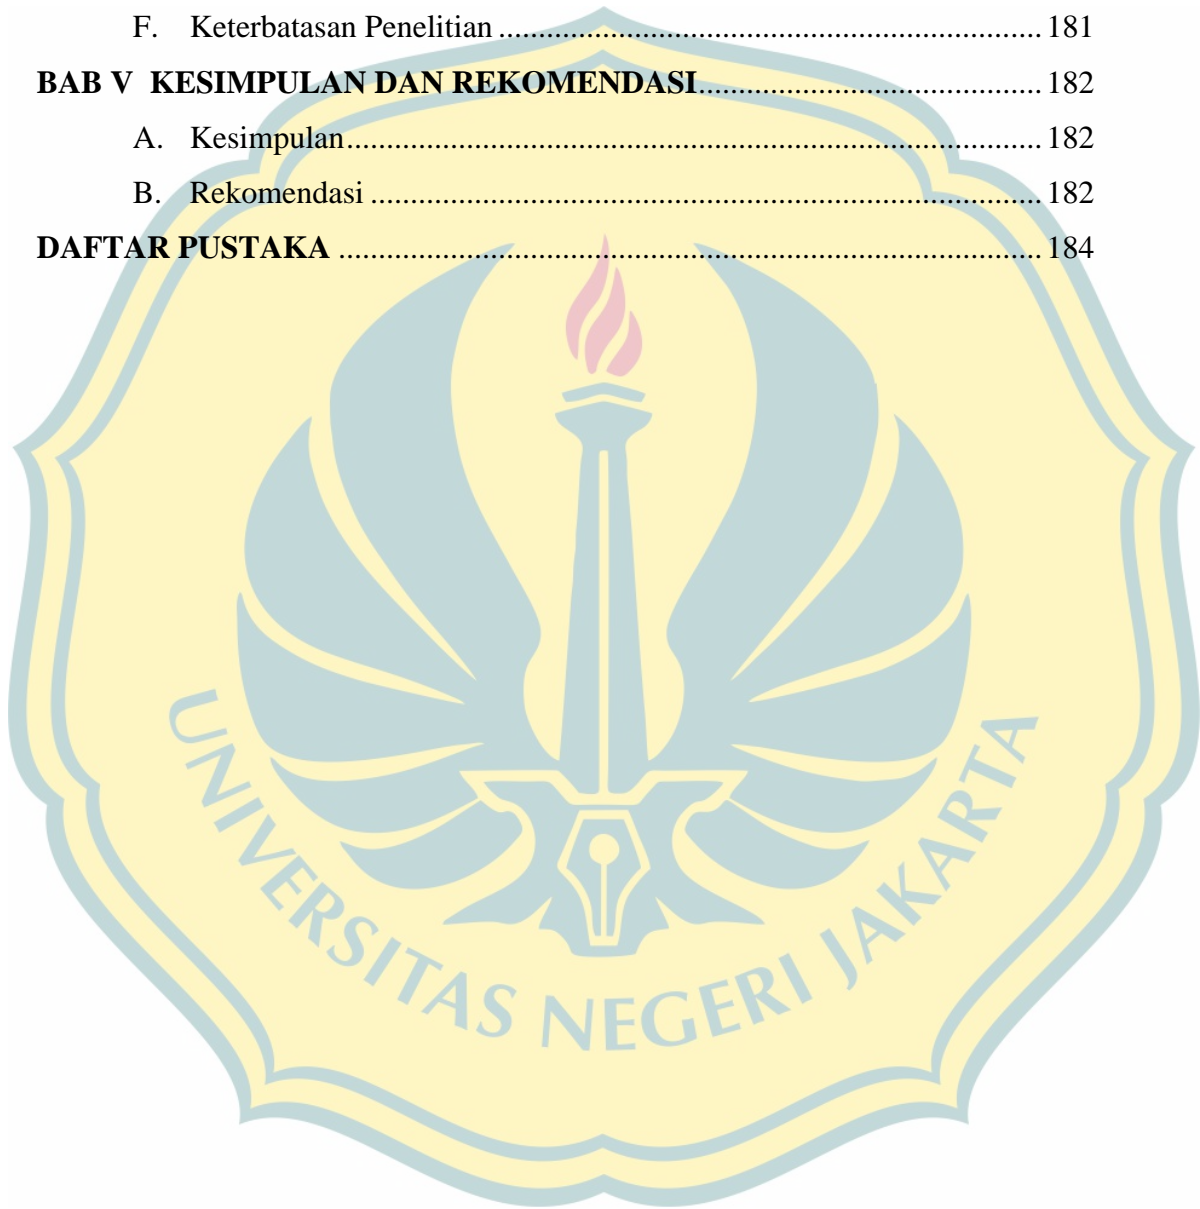 F. Keterbatasan Penelitian ..................................................................... 181
BAB V KESIMPULAN DAN REKOMENDASI........................................... 182
A. Kesimpulan........................................................................................ 182
B. Rekomendasi ..................................................................................... 182
DAFTAR PUSTAKA ......................................................................................... 184
UNIVERSITAS NEGERI JAKARTA